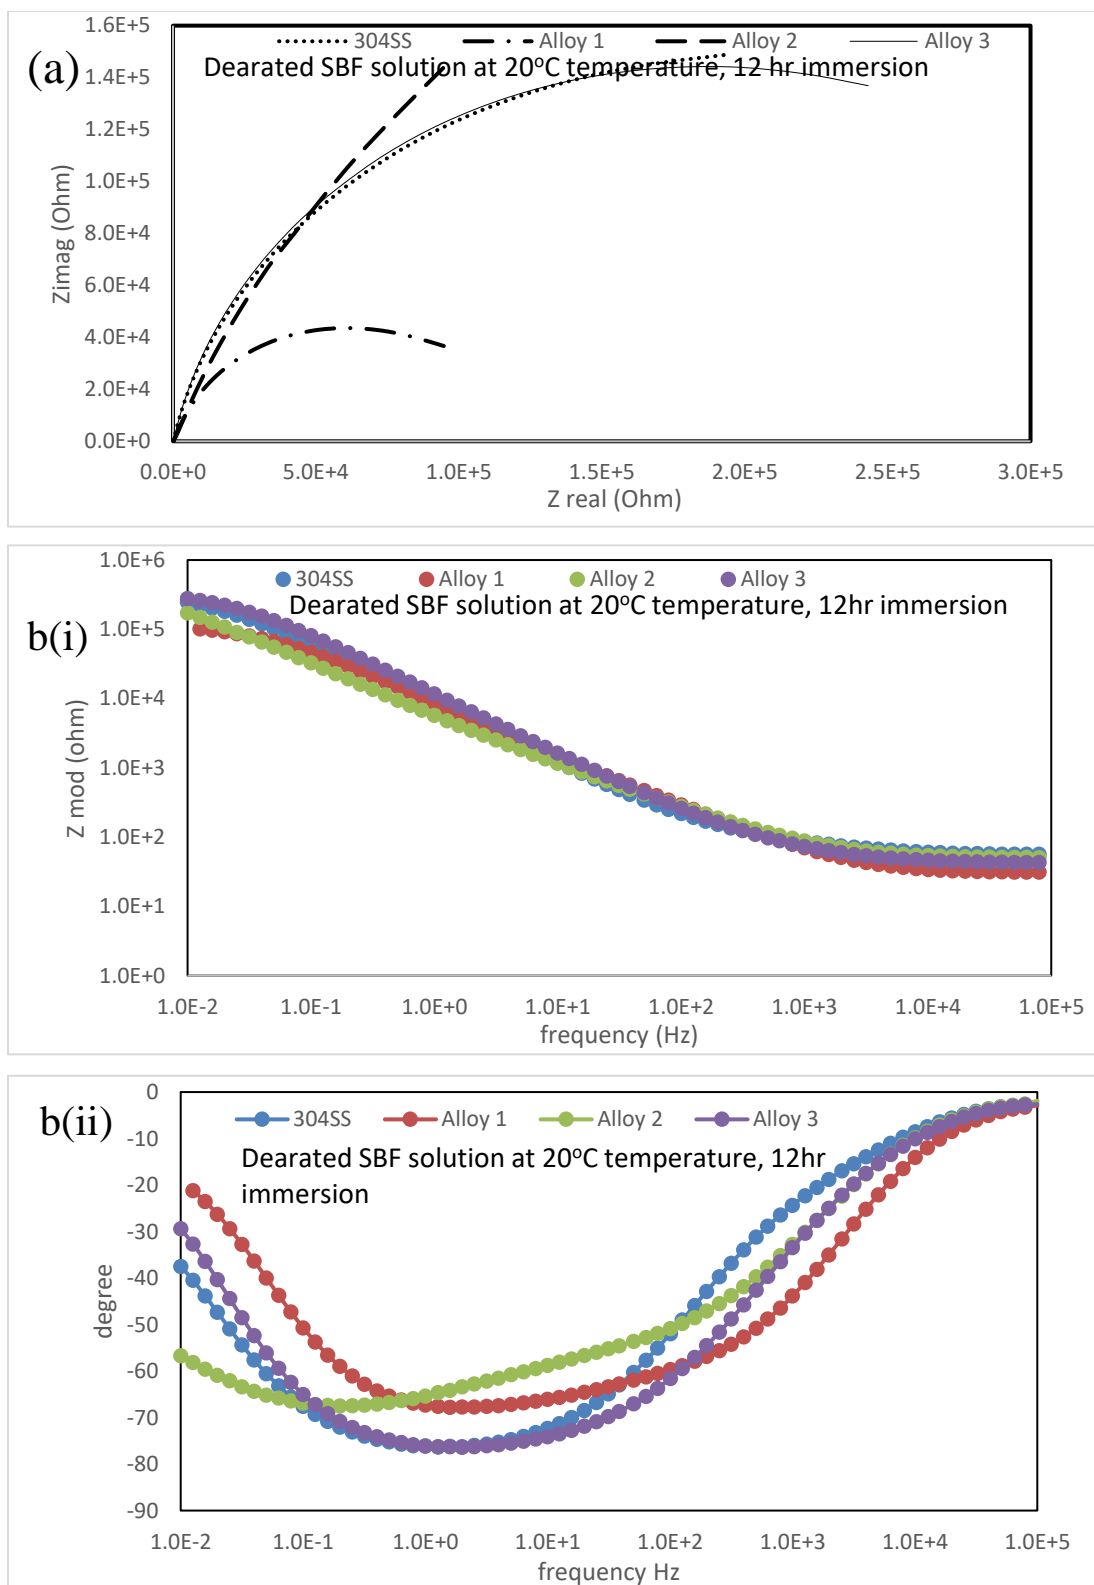 (a)
1.6E+5
304SS Alloy 1 Alloy 2 Alloy 3
Dearated SBF solution at 20°C temperature, 12 hr immersion
1.4E+5
1.2E+5
1.0E+5
8.0E+4
6.0E+4
4.0E+4
2.0E+4
0.0E+0
Zimag (Ohm)
0.0E+0 5.0E+4 1.0E+5 1.5E+5 2.0E+5 2.5E+5 3.0E+5
Z real (Ohm)
b(i)
1.0E+6
304SS Alloy 1 Alloy 2 Alloy 3
Dearated SBF solution at 20°C temperature, 12hr immersion
1.0E+5
1.0E+4
1.0E+3
1.0E+2
1.0E+1
1.0E+0
Z mod (ohm)
1.0E-2 1.0E-1 1.0E+0 1.0E+1 1.0E+2 1.0E+3 1.0E+4 1.0E+5
frequency (Hz)
b(ii)
0
304SS Alloy 1 Alloy 2 Alloy 3
Dearated SBF solution at 20°C temperature, 12hr
immersion
-10
-20
-30
-40
-50
-60
-70
-80
-90
degree
1.0E-2 1.0E-1 1.0E+0 1.0E+1 1.0E+2 1.0E+3 1.0E+4 1.0E+5
frequency Hz